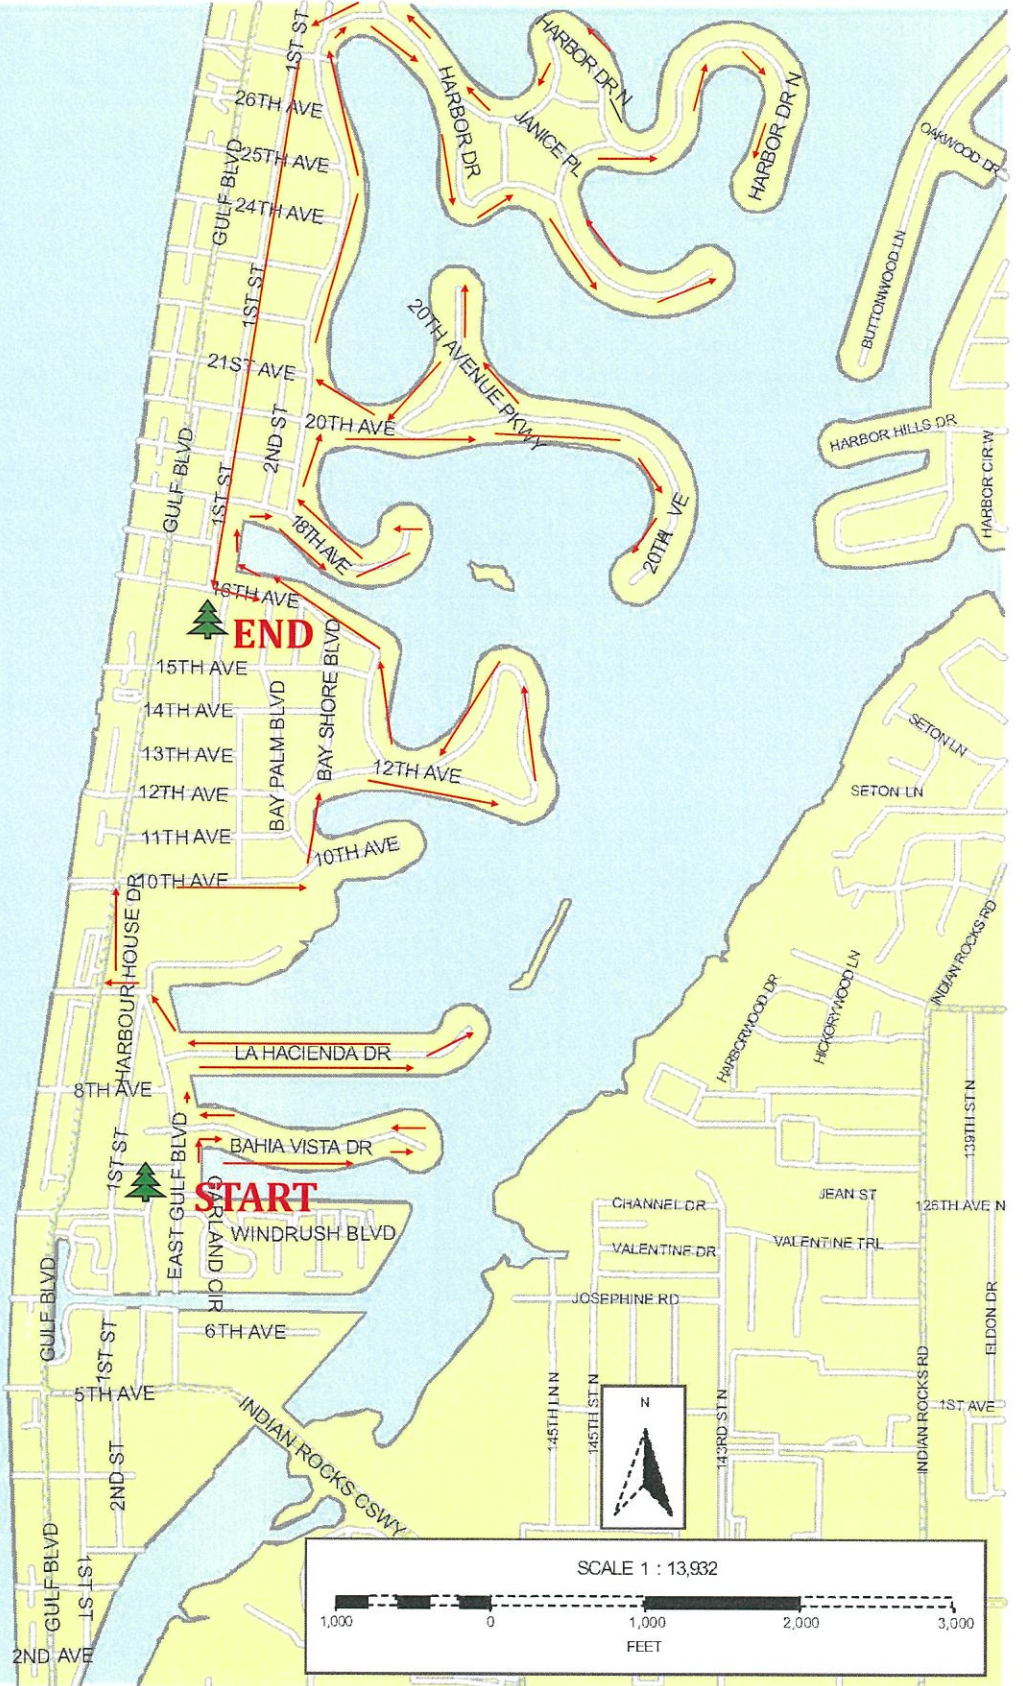 1ST ST
HARBOR DR N
26TH AVE
HARBOR DR
JANICE PL
HARBOR DR N
OAKWOOD DR
25TH AVE
GULF BLVD
24TH AVE
BUTTONWOOD LN
1ST ST
20TH AVENUE PKWY
21ST AVE
20TH AVE
2ND ST
HARBOR HILLS DR
HARBOR CIR W
GULF BLVD
1ST ST
18TH AVE
20TH AVE
16TH AVE
END
15TH AVE
BAY SHORE BLVD
14TH AVE
BAY PALM BLVD
SETON LN
13TH AVE
12TH AVE
12TH AVE
SETON LN
11TH AVE
10TH AVE
10TH AVE
HARBOUR HOUSE DR
INDIAN ROCKS RD
HARBORWOOD DR
HICKORYWOOD LN
LA HACIENDA DR
8TH AVE
139TH ST N
1ST ST
EAST GULF BLVD
BAHIA VISTA DR
START
GARLAND CIR
CHANNEL DR
JEAN ST
126TH AVE N
WINDRUSH BLVD
VALENTINE DR
VALENTINE TRL
GULF BLVD
JOSEPHINE RD
ELDON DR
6TH AVE
1ST ST
5TH AVE
INDIAN ROCKS CSWY
145TH LN N
145TH ST N
N
143RD ST N
INDIAN ROCKS RD
1ST AVE
2ND ST
GULF BLVD
1ST ST
2ND AVE
SCALE 1 : 13,932
1,000 0 1,000 2,000 3,000
FEET